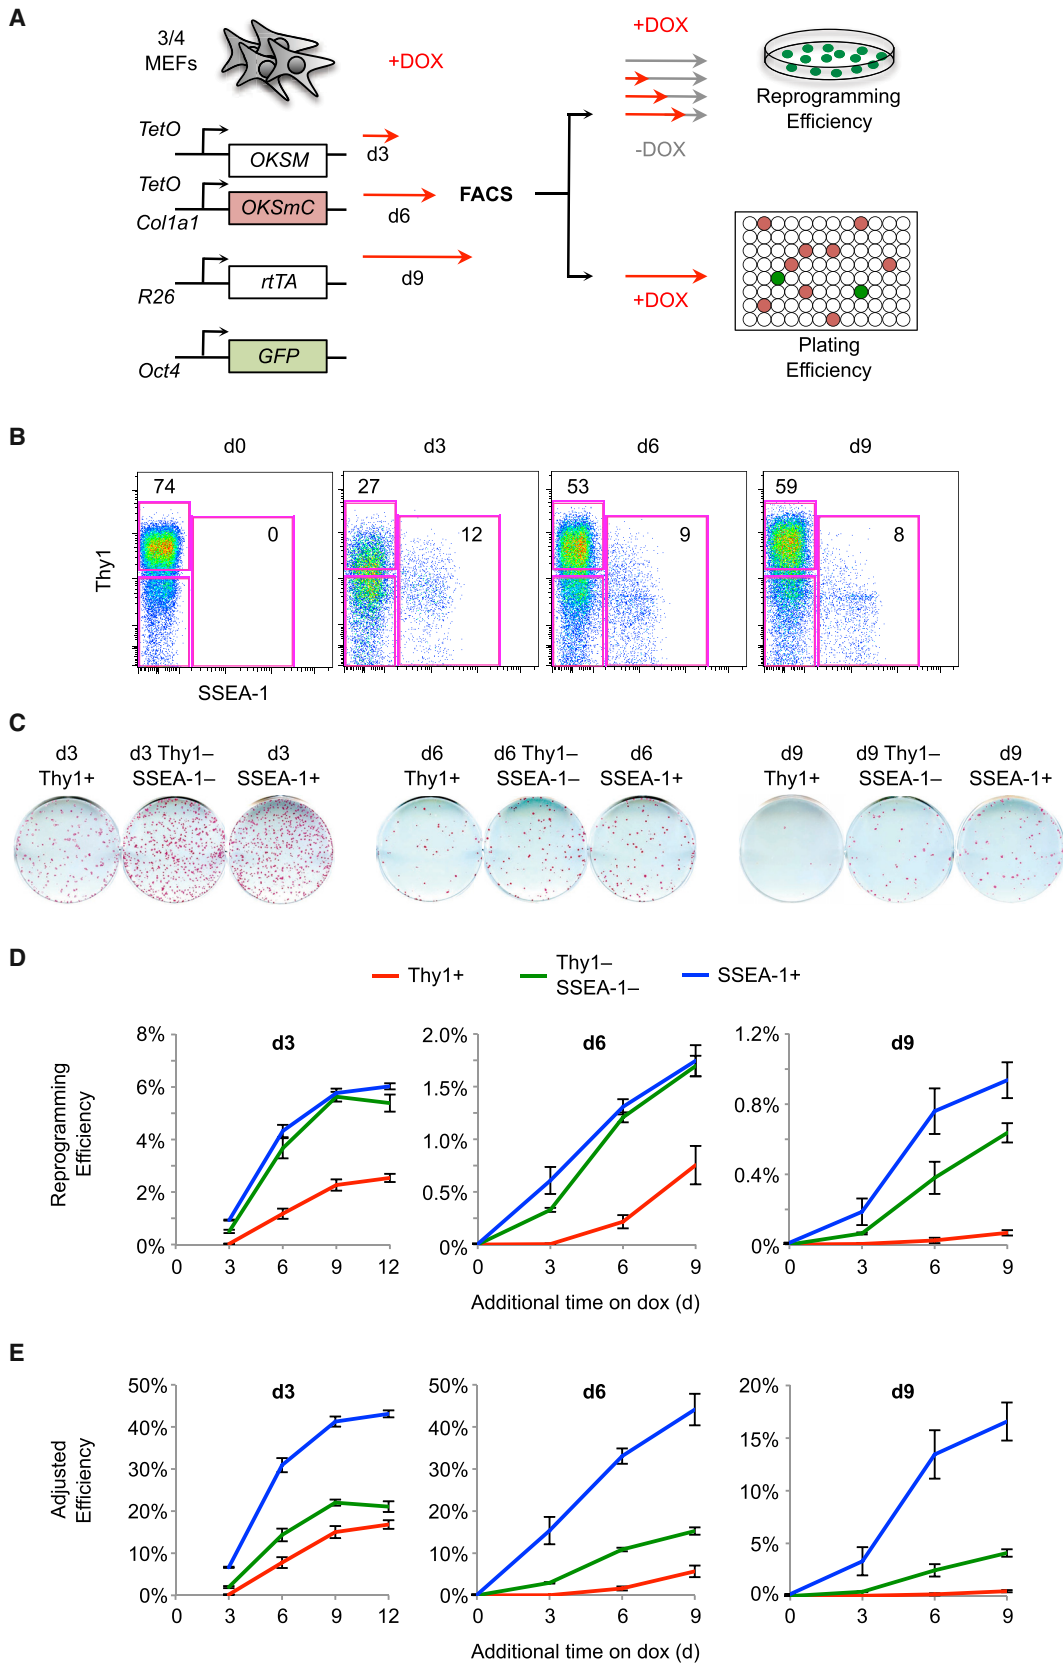 A
3/4
MEFs
+DOX
+DOX
-DOX
Reprogramming
Efficiency
TetO
OKSM
d3
TetO
Col1a1
OKSmC
d6
FACS
R26
rtTA
d9
+DOX
Oct4
GFP
Plating
Efficiency
B
d0
d3
d6
d9
74
0
27
12
53
9
59
8
Thy1
SSEA-1
C
d3
Thy1+
d3 Thy1–
SSEA-1–
d3
SSEA-1+
d6
Thy1+
d6 Thy1–
SSEA-1–
d6
SSEA-1+
d9
Thy1+
d9 Thy1–
SSEA-1–
d9
SSEA-1+
D
Thy1+
Thy1–
SSEA-1–
SSEA-1+
Reprogramming
Efficiency
d3
8%
6%
4%
2%
0%
0 3 6 9 12
d6
2.0%
1.5%
1.0%
0.5%
0%
0 3 6 9
d9
1.2%
0.8%
0.4%
0%
0 3 6 9
Additional time on dox (d)
E
Adjusted
Efficiency
d3
50%
40%
30%
20%
10%
0%
0 3 6 9 12
d6
50%
40%
30%
20%
10%
0%
0 3 6 9
d9
20%
15%
10%
5%
0%
0 3 6 9
Additional time on dox (d)